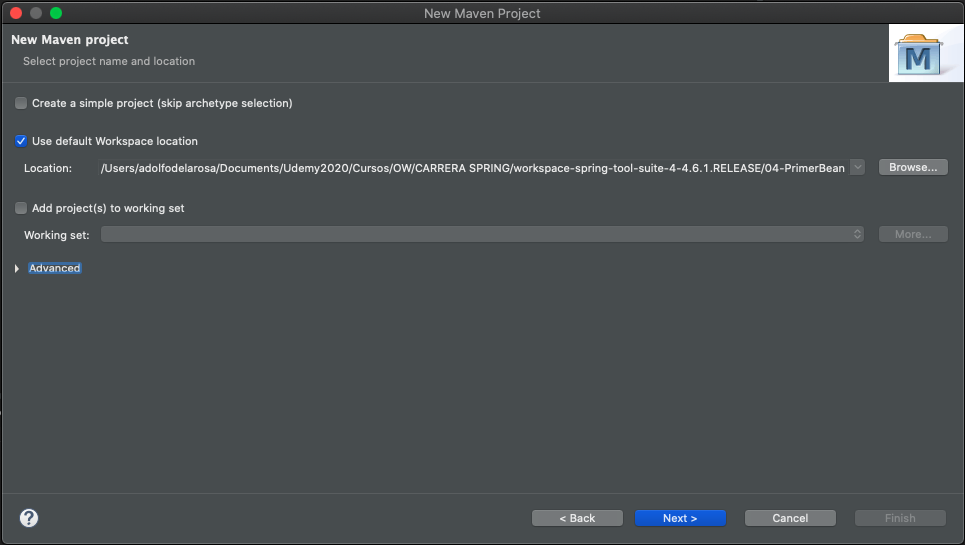 New Maven Project
New Maven project
Select project name and location
M
Create a simple project (skip archetype selection)
Use default Workspace location
Location: /Users/adolfodelarosa/Documents/Udemy2020/Cursos/OW/CARRERA SPRING/workspace-spring-tool-suite-4-4.6.1.RELEASE/04-PrimerBean Browse...
Add project(s) to working set
Working set: More...
Advanced
? < Back Next > Cancel Finish